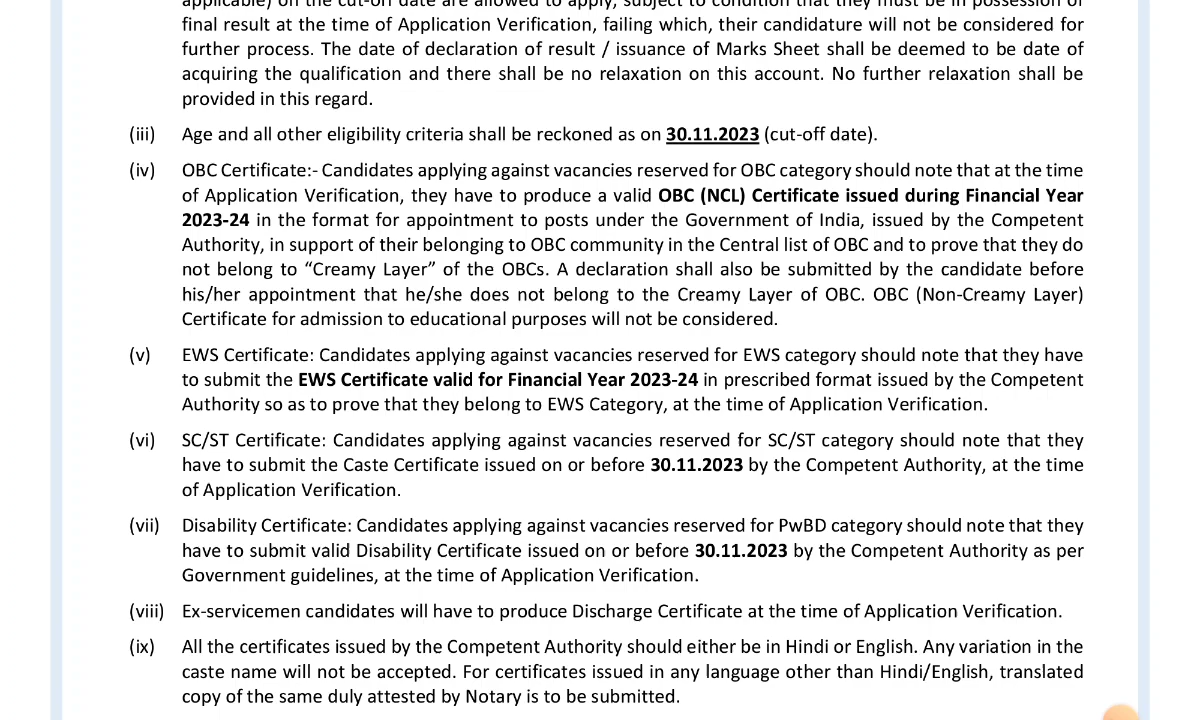 applicable) on the cut-off date are allowed to apply, subject to condition that they must be in possession of
final result at the time of Application Verification, failing which, their candidature will not be considered for
further process. The date of declaration of result / issuance of Marks Sheet shall be deemed to be date of
acquiring the qualification and there shall be no relaxation on this account. No further relaxation shall be
provided in this regard.
(iii) Age and all other eligibility criteria shall be reckoned as on 30.11.2023 (cut-off date).
(iv) OBC Certificate:- Candidates applying against vacancies reserved for OBC category should note that at the time
of Application Verification, they have to produce a valid OBC (NCL) Certificate issued during Financial Year
2023-24 in the format for appointment to posts under the Government of India, issued by the Competent
Authority, in support of their belonging to OBC community in the Central list of OBC and to prove that they do
not belong to “Creamy Layer” of the OBCs. A declaration shall also be submitted by the candidate before
his/her appointment that he/she does not belong to the Creamy Layer of OBC. OBC (Non-Creamy Layer)
Certificate for admission to educational purposes will not be considered.
(v) EWS Certificate: Candidates applying against vacancies reserved for EWS category should note that they have
to submit the EWS Certificate valid for Financial Year 2023-24 in prescribed format issued by the Competent
Authority so as to prove that they belong to EWS Category, at the time of Application Verification.
(vi) SC/ST Certificate: Candidates applying against vacancies reserved for SC/ST category should note that they
have to submit the Caste Certificate issued on or before 30.11.2023 by the Competent Authority, at the time
of Application Verification.
(vii) Disability Certificate: Candidates applying against vacancies reserved for PwBD category should note that they
have to submit valid Disability Certificate issued on or before 30.11.2023 by the Competent Authority as per
Government guidelines, at the time of Application Verification.
(viii) Ex-servicemen candidates will have to produce Discharge Certificate at the time of Application Verification.
(ix) All the certificates issued by the Competent Authority should either be in Hindi or English. Any variation in the
caste name will not be accepted. For certificates issued in any language other than Hindi/English, translated
copy of the same duly attested by Notary is to be submitted.